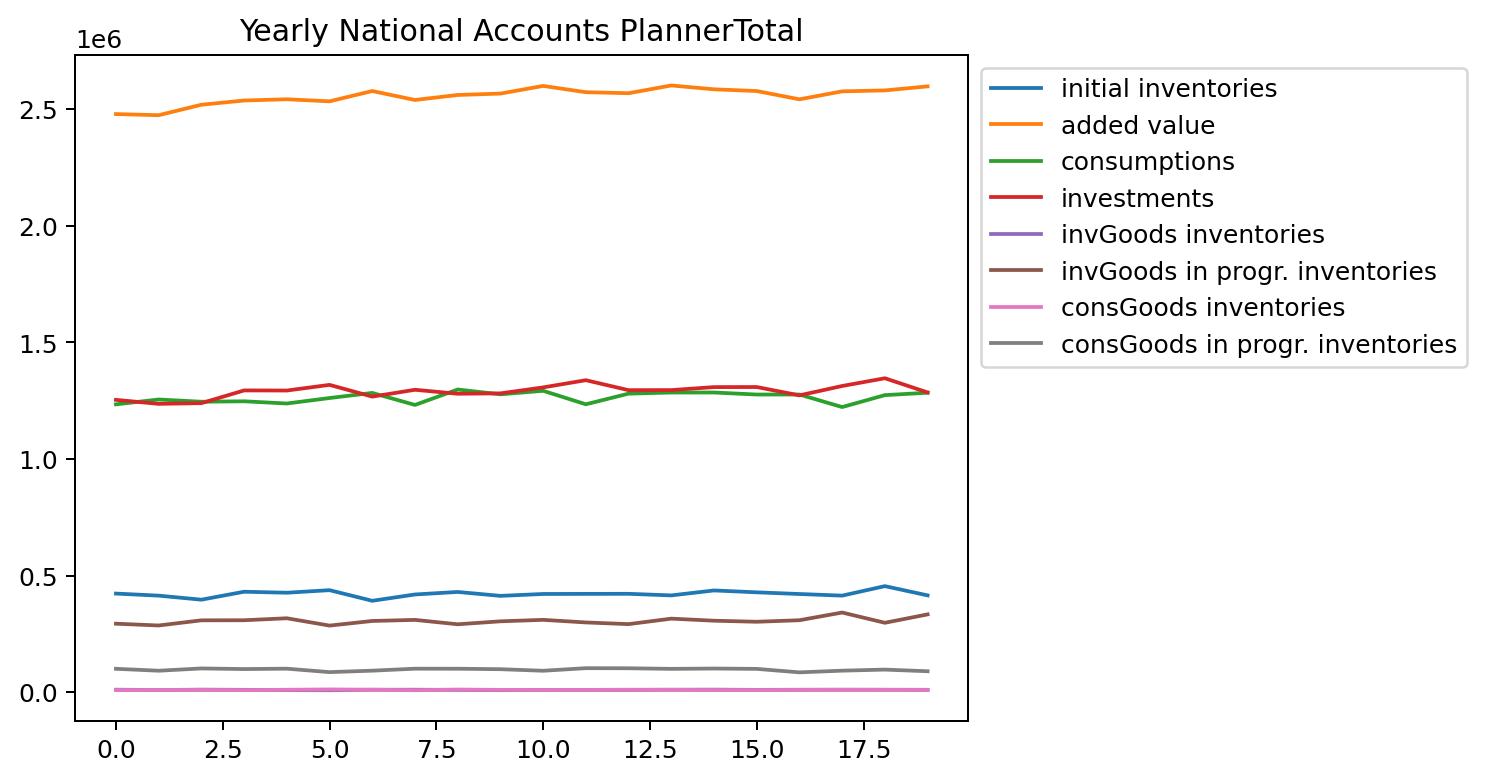 Yearly National Accounts PlannerTotal
1e6
2.5
2.0
1.5
1.0
0.5
0.0
0.0 2.5 5.0 7.5 10.0 12.5 15.0 17.5
initial inventories
added value
consumptions
investments
invGoods inventories
invGoods in progr. inventories
consGoods inventories
consGoods in progr. inventories